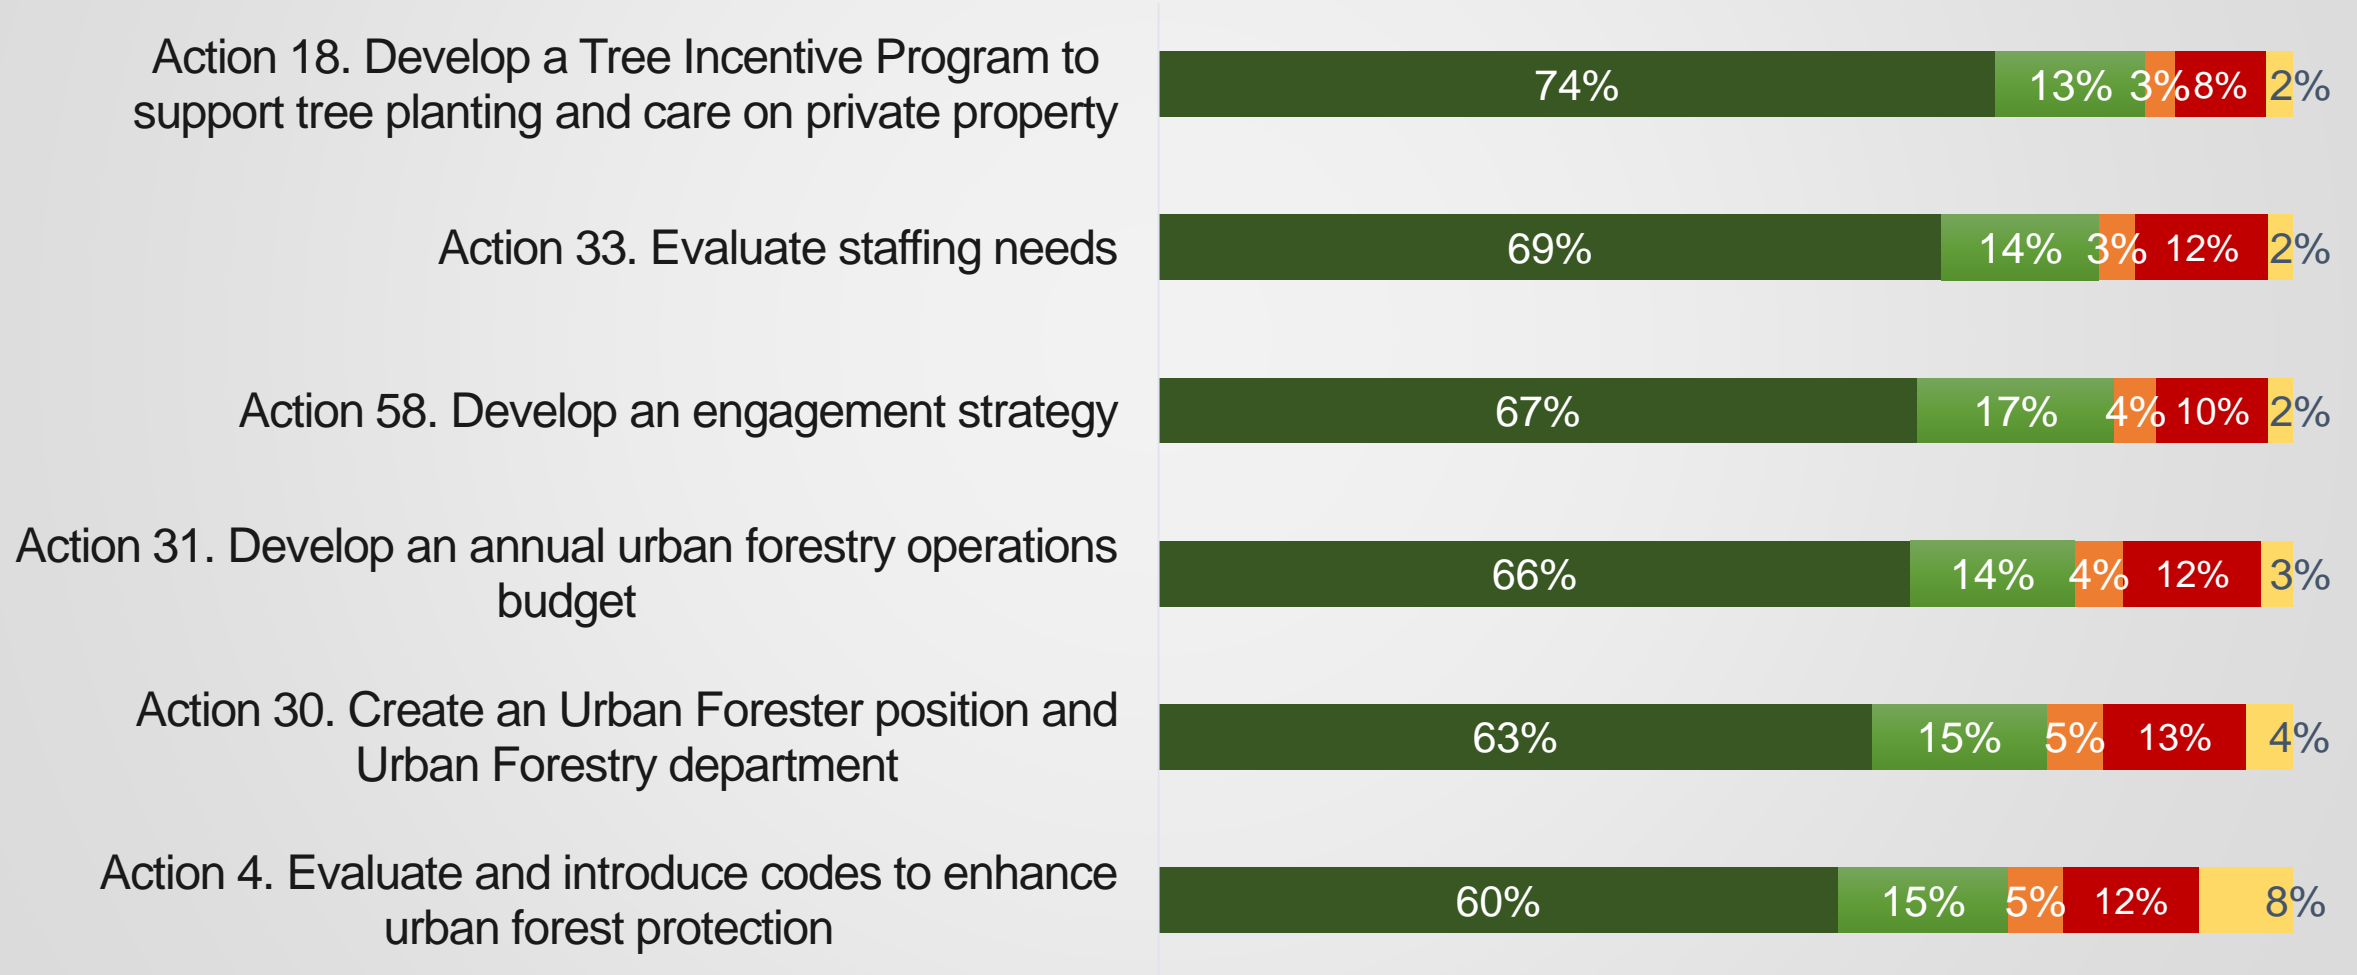 Action 18. Develop a Tree Incentive Program to
support tree planting and care on private property
74% 13% 3% 8% 2%
Action 33. Evaluate staffing needs
69% 14% 3% 12% 2%
Action 58. Develop an engagement strategy
67% 17% 4% 10% 2%
Action 31. Develop an annual urban forestry operations
budget
66% 14% 4% 12% 3%
Action 30. Create an Urban Forester position and
Urban Forestry department
63% 15% 5% 13% 4%
Action 4. Evaluate and introduce codes to enhance
urban forest protection
60% 15% 5% 12% 8%